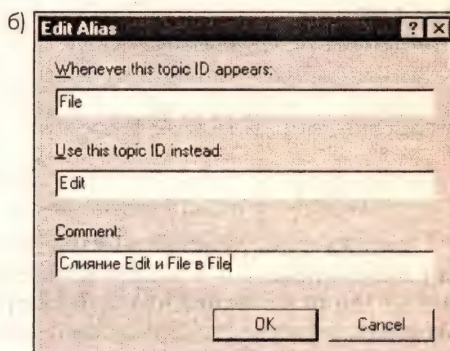 б)
Edit Alias
Whenever this topic ID appears:
File
Use this topic ID instead:
Edit
Comment:
Слияние Edit и File в File
OK Cancel